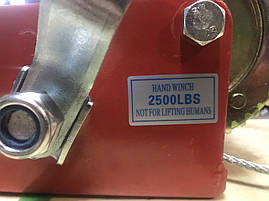 HAND WINCH
2500LBS
NOT FOR LIFTING HUMANS